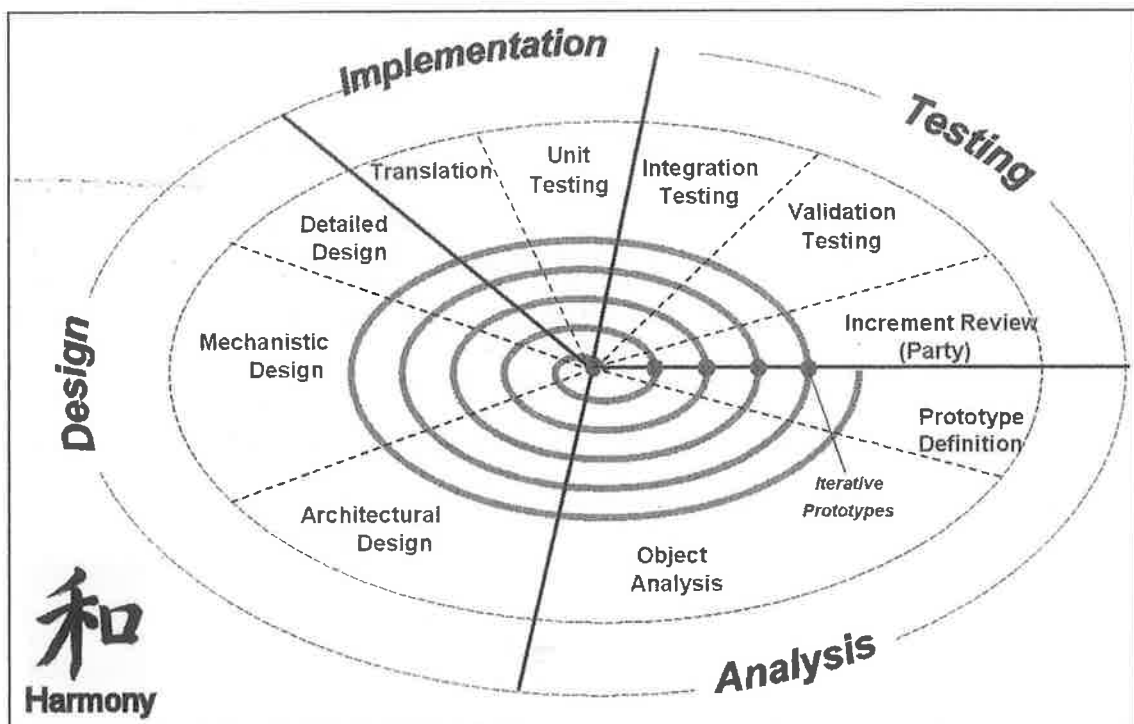 Implementation
Testing
Translation
Unit
Testing
Integration
Testing
Detailed
Design
Validation
Testing
Design
Mechanistic
Design
Increment Review
(Party)
Prototype
Definition
Iterative
Prototypes
Architectural
Design
Object
Analysis
Analysis
和
Harmony